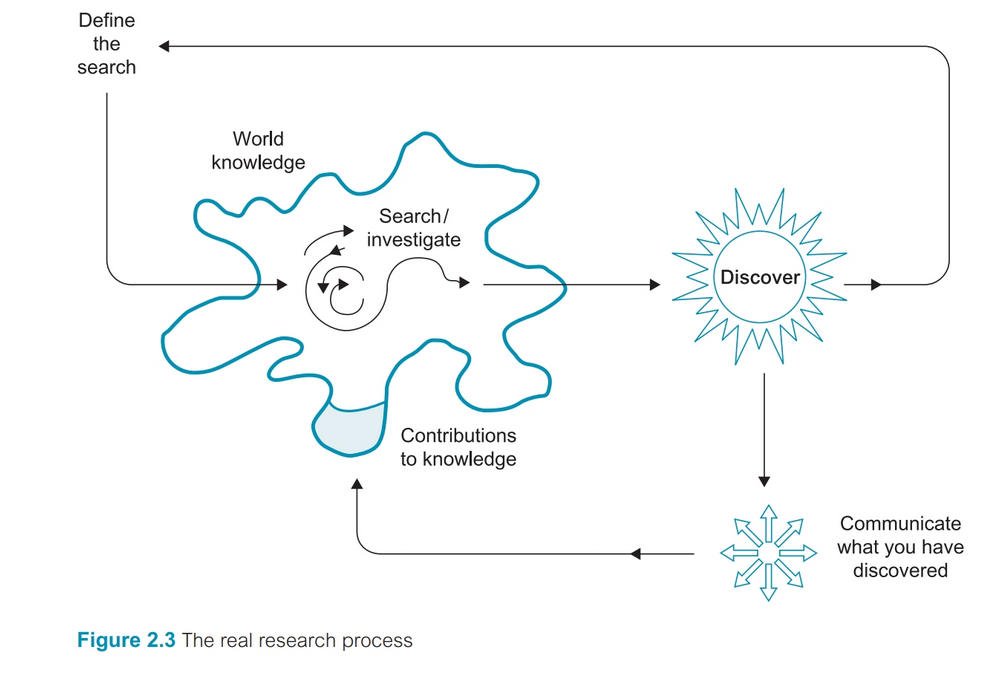 Define
the
search
World
knowledge
Search/
investigate
Discover
Contributions
to knowledge
Communicate
what you have
discovered
Figure 2.3 The real research process